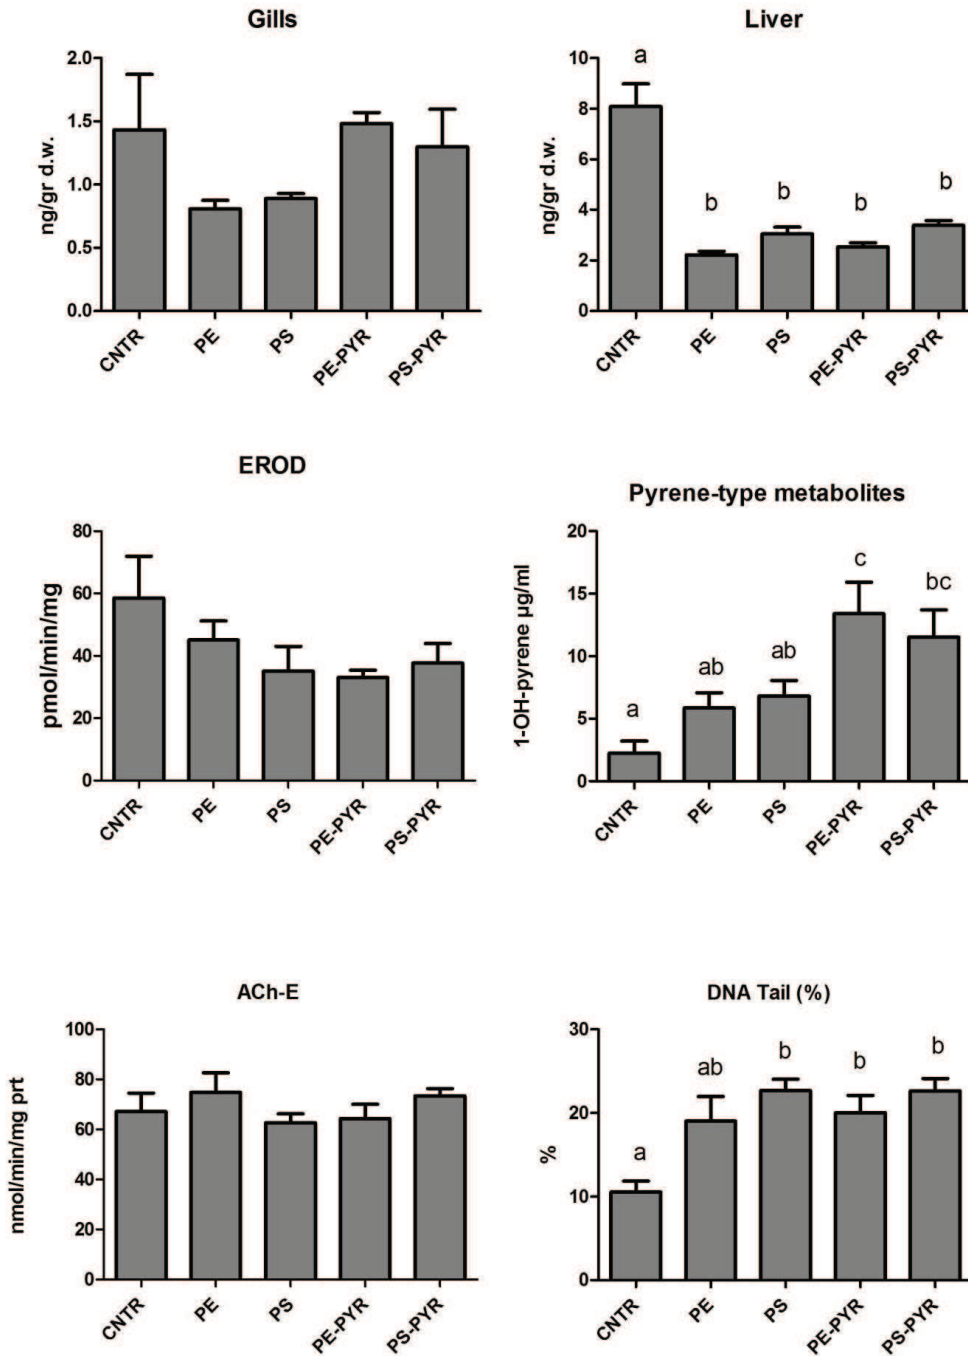 Gills
ng/gr d.w.
2.0
1.5
1.0
0.5
0.0
CNTR
PE
PS
PE-PYR
PS-PYR
Liver
ng/gr d.w.
10
8
6
4
2
0
a
b
b
b
b
CNTR
PE
PS
PE-PYR
PS-PYR
EROD
pmol/min/mg
80
60
40
20
0
CNTR
PE
PS
PE-PYR
PS-PYR
Pyrene-type metabolites
1-OH-pyrene µg/ml
20
15
10
5
0
a
ab
ab
c
bc
CNTR
PE
PS
PE-PYR
PS-PYR
ACh-E
nmol/min/mg prt
100
80
60
40
20
0
CNTR
PE
PS
PE-PYR
PS-PYR
DNA Tail (%)
%
30
20
10
0
a
ab
b
b
b
CNTR
PE
PS
PE-PYR
PS-PYR